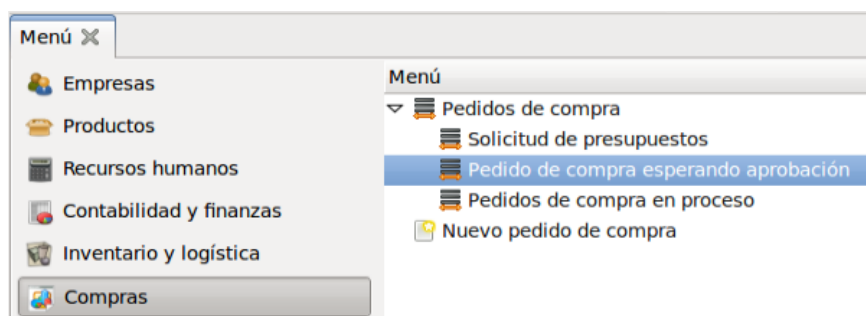 Menú
Empresas
Productos
Recursos humanos
Contabilidad y finanzas
Inventario y logística
Compras
Menú
Pedidos de compra
Solicitud de presupuestos
Pedido de compra esperando aprobación
Pedidos de compra en proceso
Nuevo pedido de compra